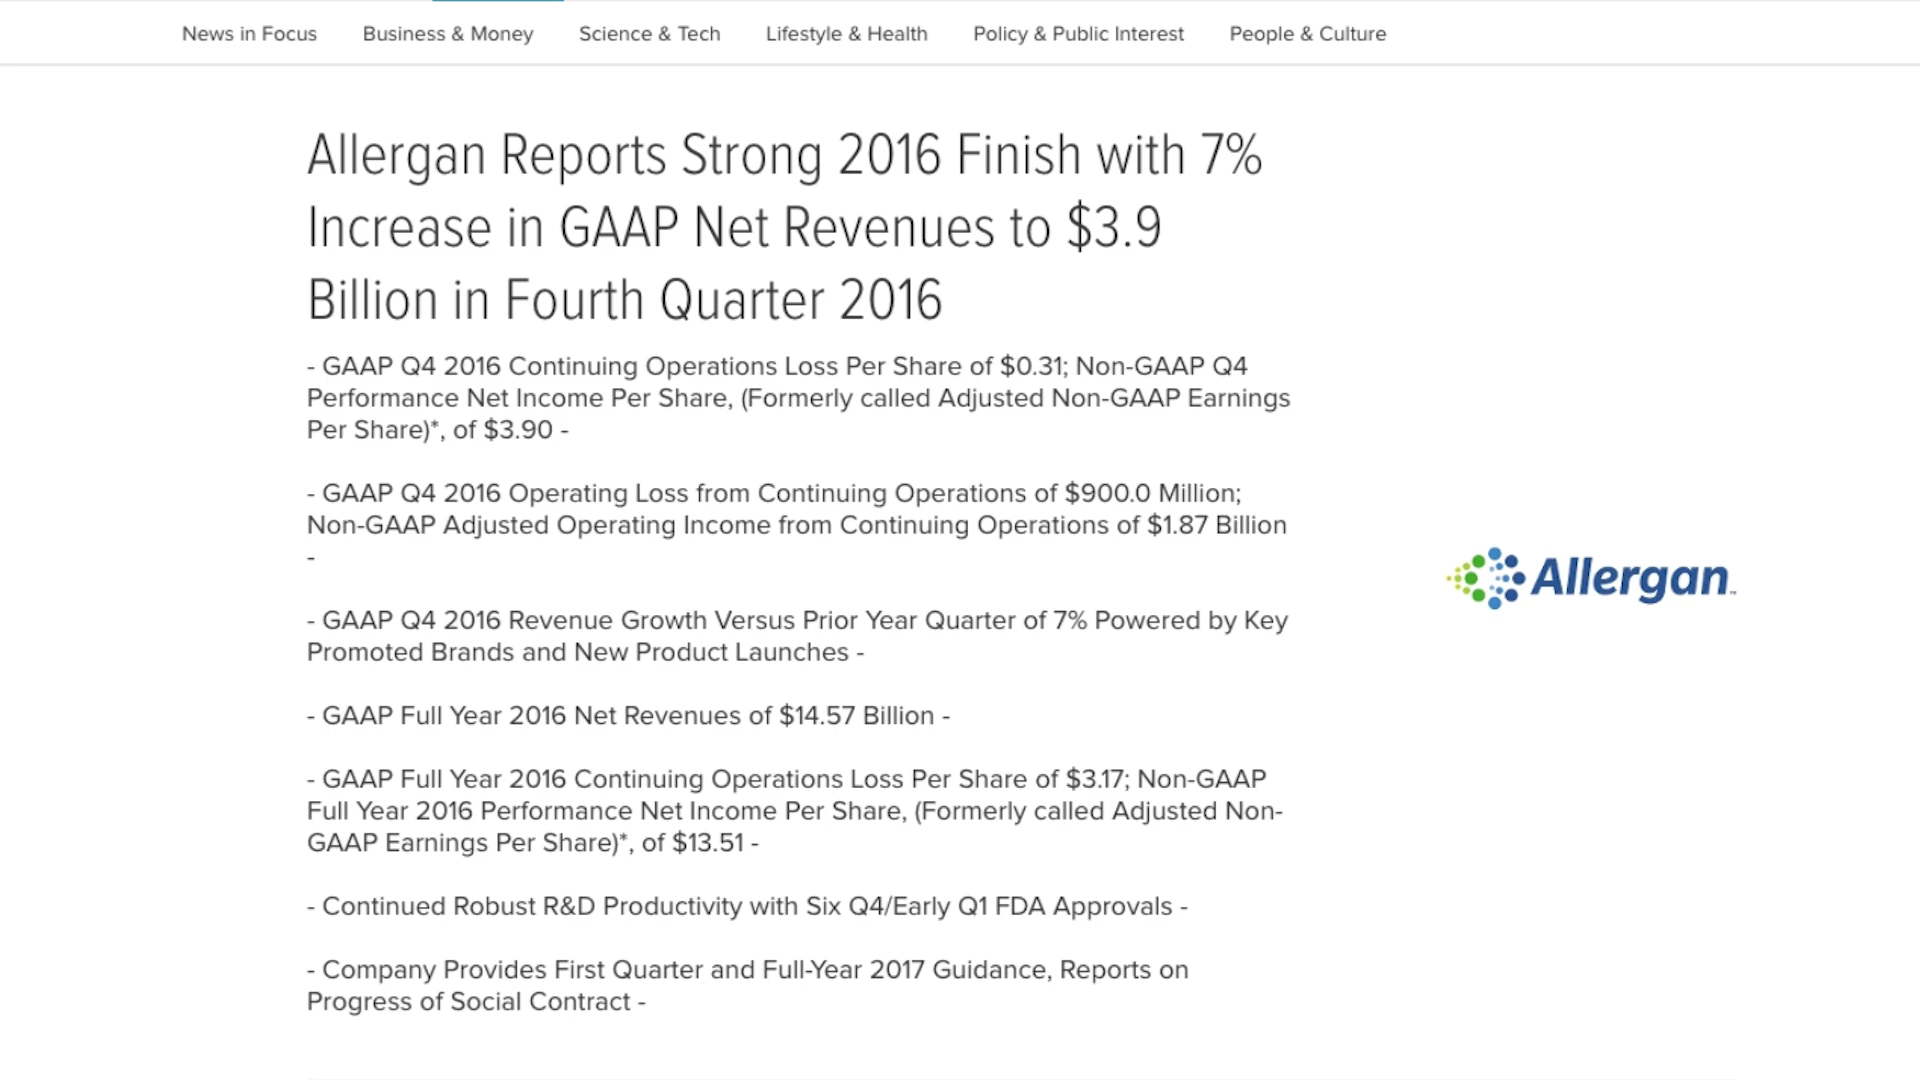 News in Focus
Business & Money
Science & Tech
Lifestyle & Health
Policy & Public Interest
People & Culture
Allergan Reports Strong 2016 Finish with 7%
Increase in GAAP Net Revenues to $3.9
Billion in Fourth Quarter 2016
- GAAP Q4 2016 Continuing Operations Loss Per Share of $0.31; Non-GAAP Q4
Performance Net Income Per Share, (Formerly called Adjusted Non-GAAP Earnings
Per Share)*, of $3.90 -
- GAAP Q4 2016 Operating Loss from Continuing Operations of $900.0 Million;
Non-GAAP Adjusted Operating Income from Continuing Operations of $1.87 Billion
-
- GAAP Q4 2016 Revenue Growth Versus Prior Year Quarter of 7% Powered by Key
Promoted Brands and New Product Launches -
- GAAP Full Year 2016 Net Revenues of $14.57 Billion -
- GAAP Full Year 2016 Continuing Operations Loss Per Share of $3.17; Non-GAAP
Full Year 2016 Performance Net Income Per Share, (Formerly called Adjusted Non-
GAAP Earnings Per Share)*, of $13.51 -
- Continued Robust R&D Productivity with Six Q4/Early Q1 FDA Approvals -
- Company Provides First Quarter and Full-Year 2017 Guidance, Reports on
Progress of Social Contract -
Allergan™